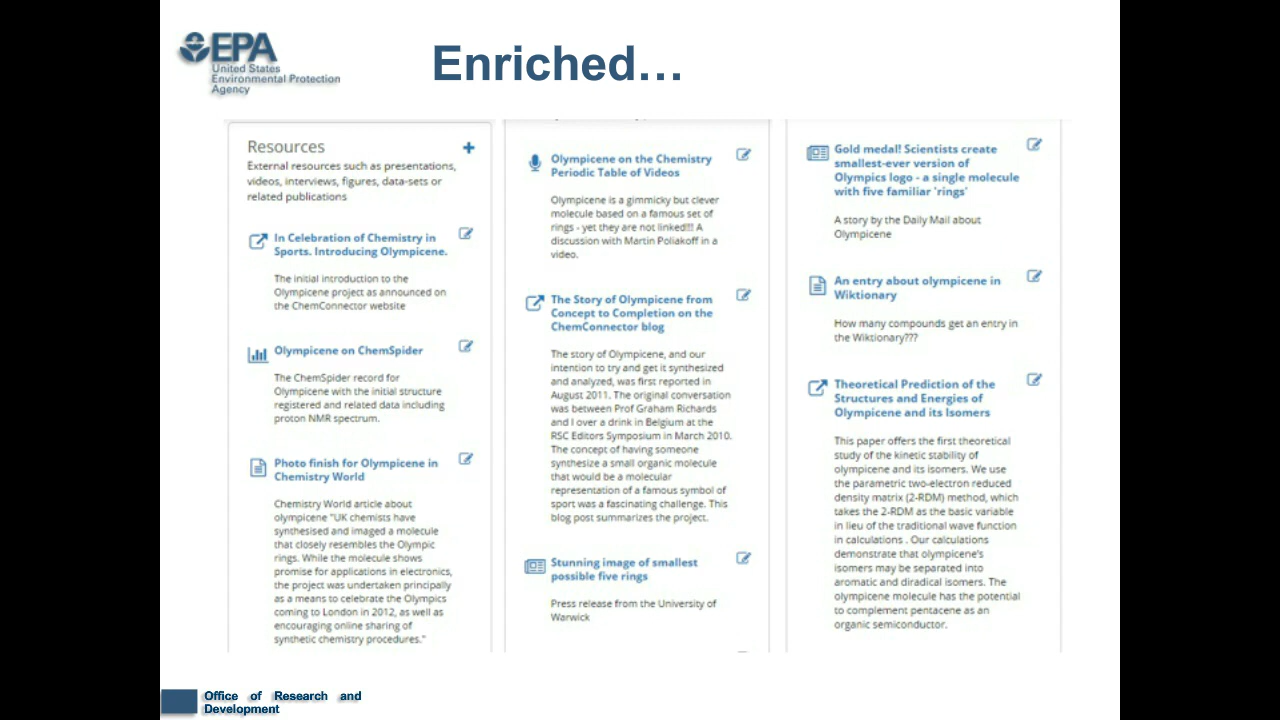 EPA
United States
Environmental Protection
Agency
Enriched…
Resources
External resources such as presentations,
videos, interviews, figures, data-sets or
related publications
In Celebration of Chemistry in
Sports. Introducing Olympicene.
The initial introduction to the
Olympicene project as announced on
the ChemConnector website
Olympicene on ChemSpider
The ChemSpider record for
Olympicene with the initial structure
registered and related data including
proton NMR spectrum.
Photo finish for Olympicene in
Chemistry World
Chemistry World article about
olympicene "UK chemists have
synthesised and imaged a molecule
that closely resembles the Olympic
rings. While the molecule shows
promise for applications in electronics,
the project was undertaken principally
as a means to celebrate the Olympics
coming to London in 2012, as well as
encouraging online sharing of
synthetic chemistry procedures."
Olympicene on the Chemistry
Periodic Table of Videos
Olympicene is a gimmicky but clever
molecule based on a famous set of
rings - yet they are not linked!!! A
discussion with Martin Poliakoff in a
video.
The Story of Olympicene from
Concept to Completion on the
ChemConnector blog
The story of Olympicene, and our
intention to try and get it synthesized
and analyzed, was first reported in
August 2011. The original conversation
was between Prof Graham Richards
and I over a drink in Belgium at the
RSC Editors Symposium in March 2010.
The concept of having someone
synthesize a small organic molecule
that would be a molecular
representation of a famous symbol of
sport was a fascinating challenge. This
blog post summarizes the project.
Stunning image of smallest
possible five rings
Press release from the University of
Warwick
Gold medal! Scientists create
smallest-ever version of
Olympics logo - a single molecule
with five familiar 'rings'
A story by the Daily Mail about
Olympicene
An entry about olympicene in
Wiktionary
How many compounds get an entry in
the Wiktionary???
Theoretical Prediction of the
Structures and Energies of
Olympicene and its Isomers
This paper offers the first theoretical
study of the kinetic stability of
olympicene and its isomers. We use
the parametric two-electron reduced
density matrix (2-RDM) method, which
takes the 2-RDM as the basic variable
in lieu of the traditional wave function
in calculations . Our calculations
demonstrate that olympicene's
isomers may be separated into
aromatic and diradical isomers. The
olympicene molecule has the potential
to complement pentacene as an
organic semiconductor.
Office of Research and
Development